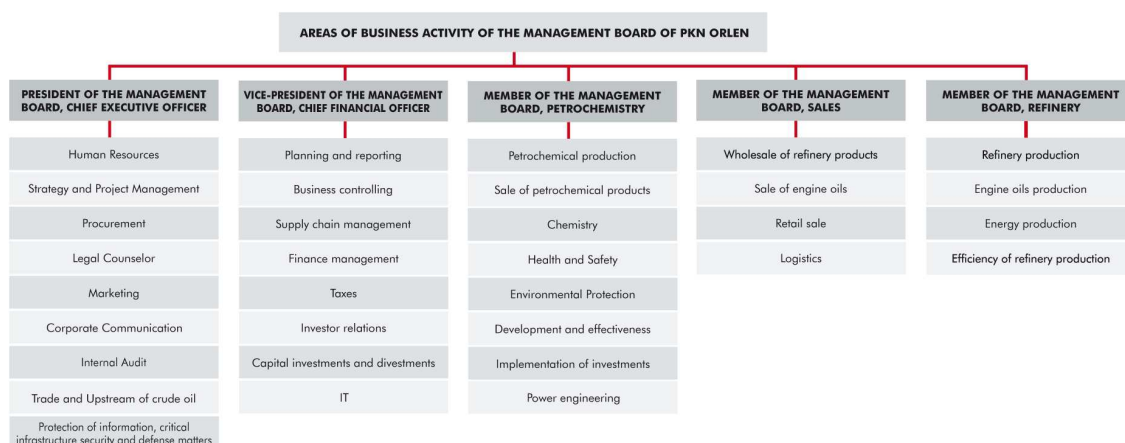 AREAS OF BUSINESS ACTIVITY OF THE MANAGEMENT BOARD OF PKN ORLEN
PRESIDENT OF THE MANAGEMENT
BOARD, CHIEF EXECUTIVE OFFICER
Human Resources
Strategy and Project Management
Procurement
Legal Counselor
Marketing
Corporate Communication
Internal Audit
Trade and Upstream of crude oil
Protection of information, critical
infrastructure security and defense matters
VICE-PRESIDENT OF THE MANAGEMENT
BOARD, CHIEF FINANCIAL OFFICER
Planning and reporting
Business controlling
Supply chain management
Finance management
Taxes
Investor relations
Capital investments and divestments
IT
MEMBER OF THE MANAGEMENT
BOARD, PETROCHEMISTRY
Petrochemical production
Sale of petrochemical products
Chemistry
Health and Safety
Environmental Protection
Development and effectiveness
Implementation of investments
Power engineering
MEMBER OF THE MANAGEMENT
BOARD, SALES
Wholesale of refinery products
Sale of engine oils
Retail sale
Logistics
MEMBER OF THE MANAGEMENT
BOARD, REFINERY
Refinery production
Engine oils production
Energy production
Efficiency of refinery production